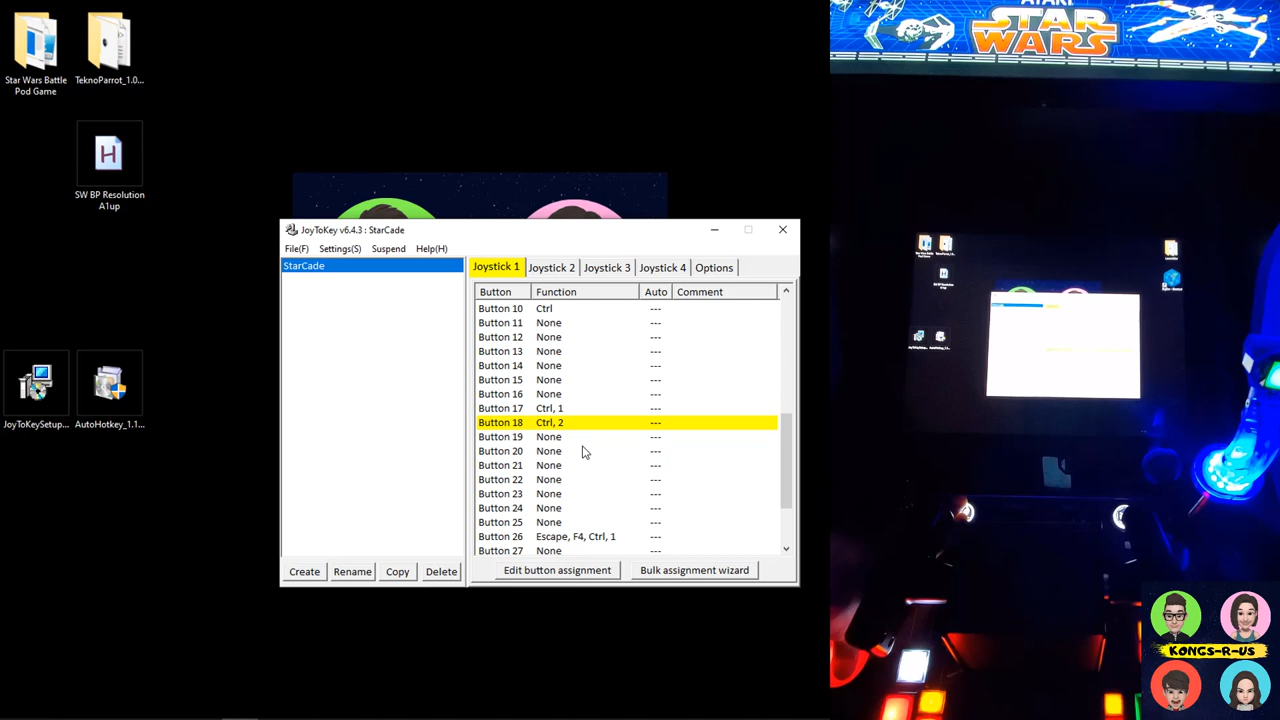 Star Wars Battle
Pod Game
TeknoParrot_1.0...
H
SW BP Resolution
A1up
JoyToKeySetup...
AutoHotkey_1.1...
JoyToKey v6.4.3 : StarCade
File(F) Settings(S) Suspend Help(H)
StarCade
Joystick 1 Joystick 2 Joystick 3 Joystick 4 Options
Button Function Auto Comment
Button 10 Ctrl ---
Button 11 None ---
Button 12 None ---
Button 13 None ---
Button 14 None ---
Button 15 None ---
Button 16 None ---
Button 17 Ctrl, 1 ---
Button 18 Ctrl, 2 ---
Button 19 None ---
Button 20 None ---
Button 21 None ---
Button 22 None ---
Button 23 None ---
Button 24 None ---
Button 25 None ---
Button 26 Escape, F4, Ctrl, 1 ---
Button 27 None ---
Create Rename Copy Delete
Edit button assignment Bulk assignment wizard
ATARI
STAR
WARS
KONGS-R-US